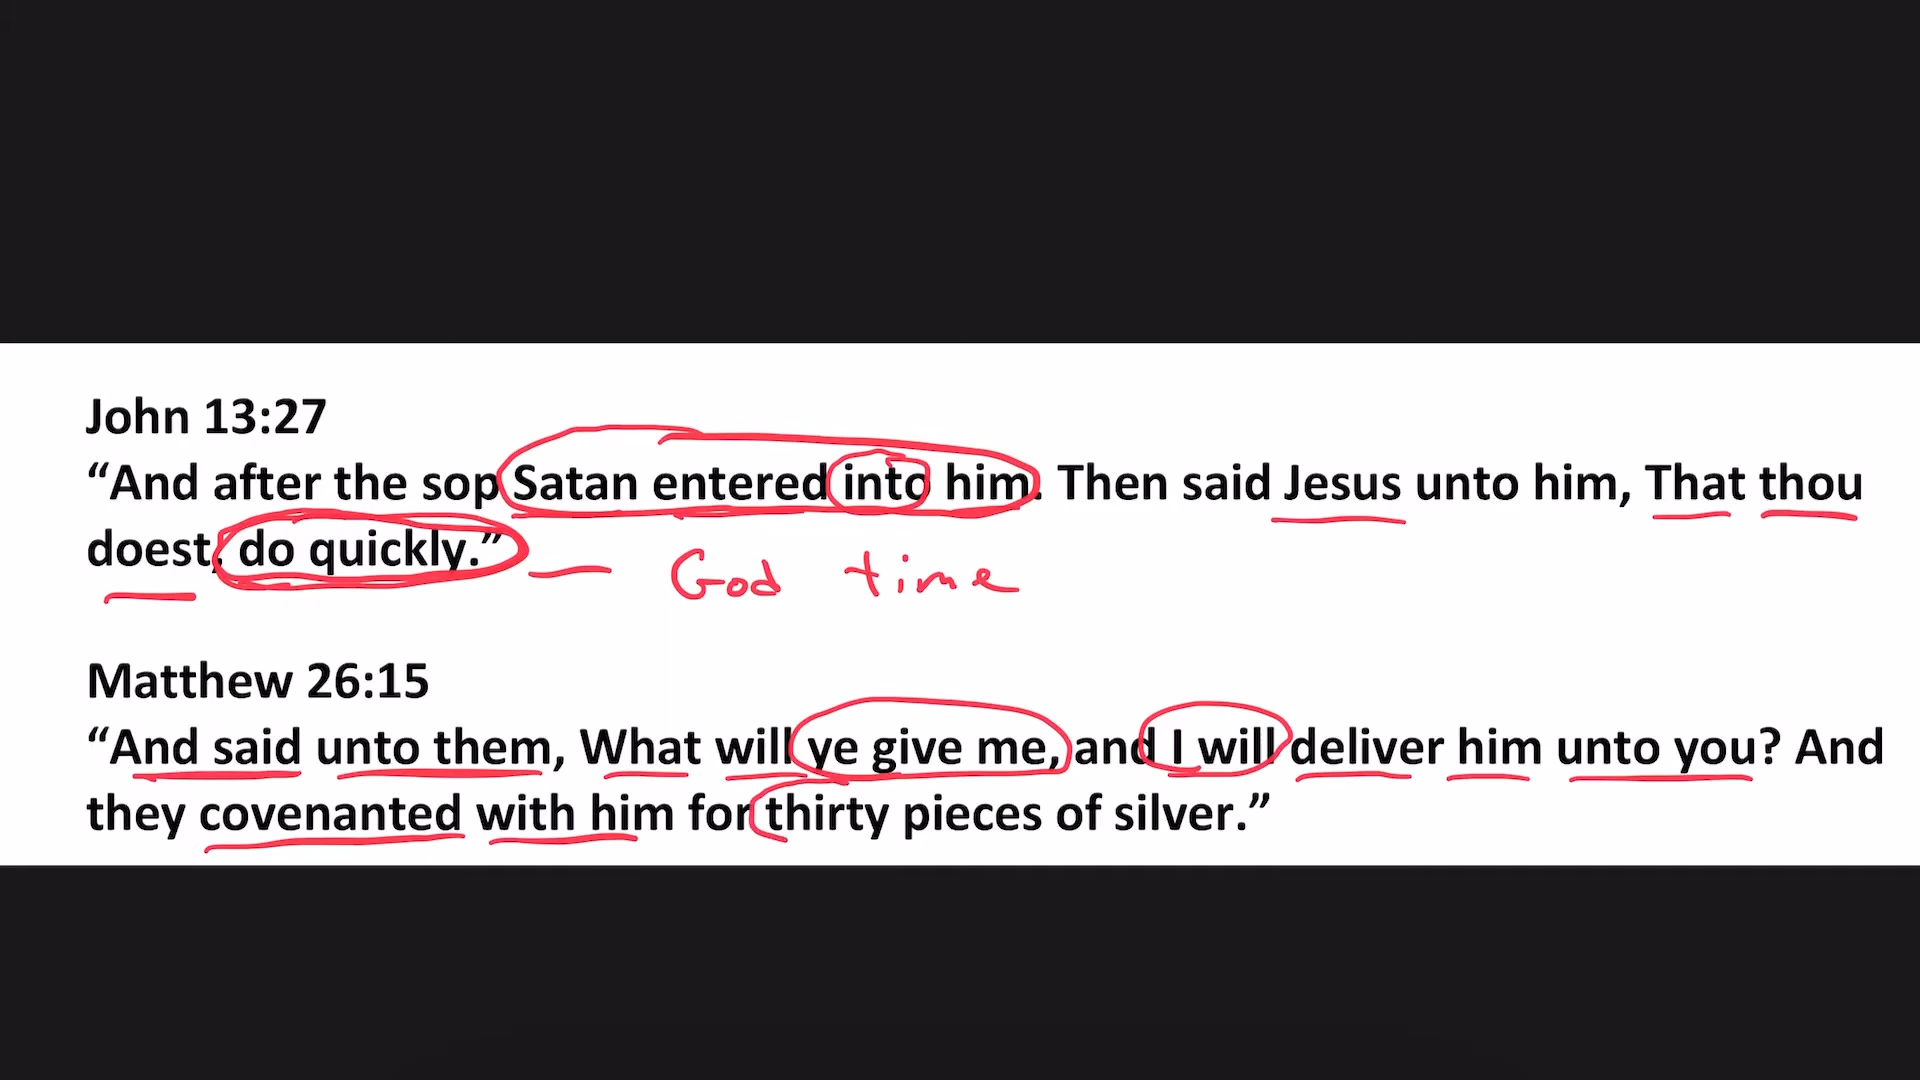 John 13:27
“And after the sop Satan entered into him. Then said Jesus unto him, That thou
doest, do quickly.” — God time
Matthew 26:15
“And said unto them, What will ye give me, and I will deliver him unto you? And
they covenanted with him for thirty pieces of silver.”